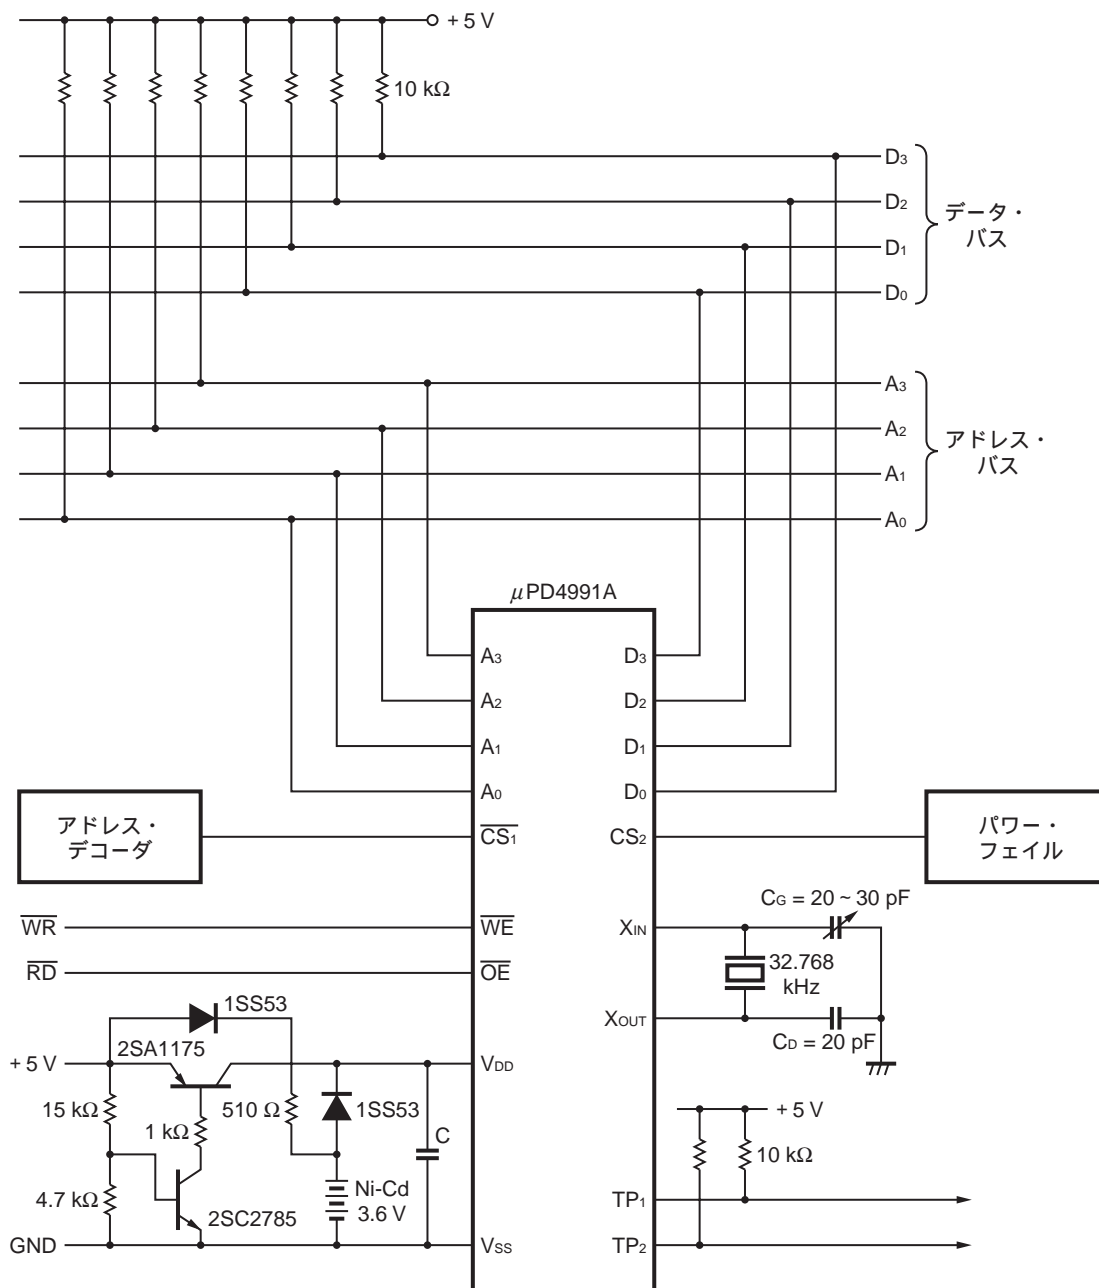 + 5 V
10 kΩ
D3
D2
データ・
バス
D1
D0
A3
A2
アドレス・
バス
A1
A0
μPD4991A
A3
D3
A2
D2
A1
D1
A0
D0
アドレス・
デコーダ
CS1
CS2
パワー・
フェイル
CG = 20 ~ 30 pF
WR
WE
XIN
RD
OE
32.768
kHz
1SS53
XOUT
CD = 20 pF
2SA1175
+ 5 V
VDD
15 kΩ
510 Ω
1SS53
+ 5 V
1 kΩ
C
10 kΩ
4.7 kΩ
Ni-Cd
3.6 V
TP1
2SC2785
GND
VSS
TP2